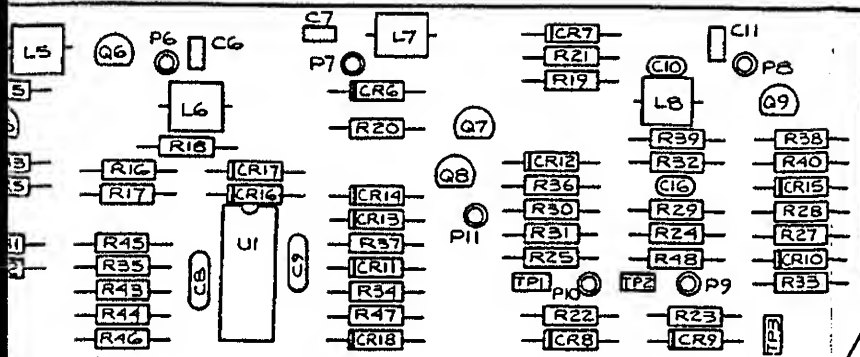 C7
CR7
C11
L5
Q6
P6
C6
L7
R21
P7
R19
C10
P8
5
CR6
L8
Q9
L6
R20
Q7
R39
R38
R18
R16
CR17
CR12
R32
R40
Q8
R17
CR16
CR14
R36
C16
CR15
U1
CR13
P11
R30
R29
R28
R45
R37
R31
R24
R27
R35
C8
C9
CR11
R25
R48
CR10
R43
R34
TP1
P10
TP2
P9
R33
R44
R47
R22
R23
TP3
R46
CR18
CR8
CR9